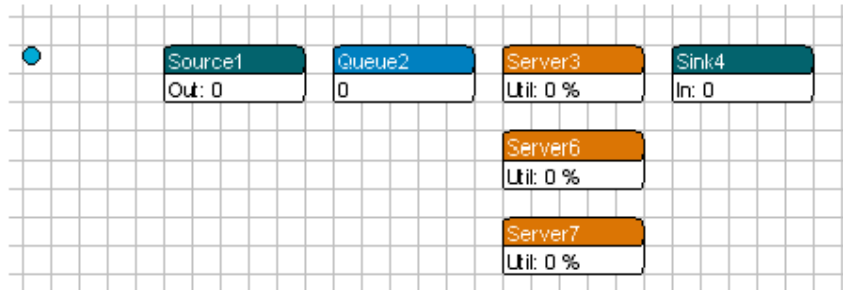 Source1
Out: 0
Queue2
0
Server3
Util: 0 %
Sink4
In: 0
Server6
Util: 0 %
Server7
Util: 0 %